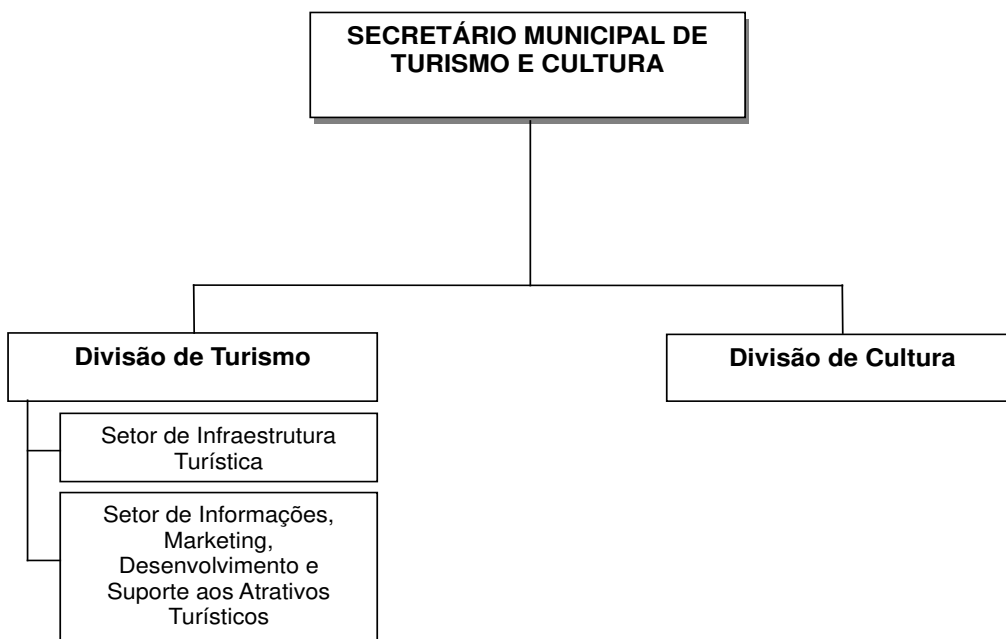 SECRETÁRIO MUNICIPAL DE
TURISMO E CULTURA
Divisão de Turismo
Divisão de Cultura
Setor de Infraestrutura
Turística
Setor de Informações,
Marketing,
Desenvolvimento e
Suporte aos Atrativos
Turísticos